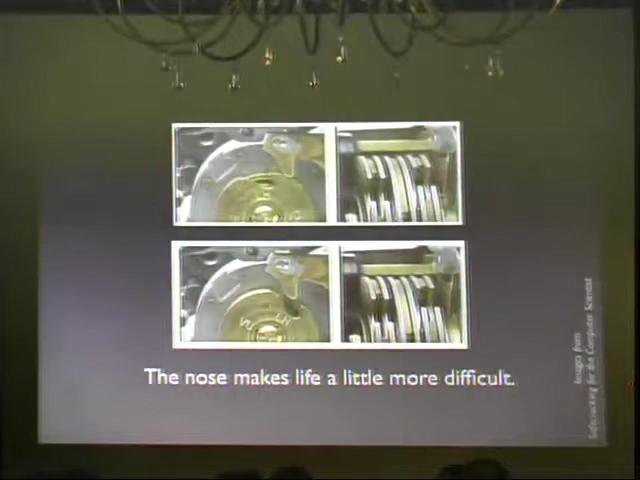 The nose makes life a little more difficult.
Images from
Safecracking for the Computer Scientist